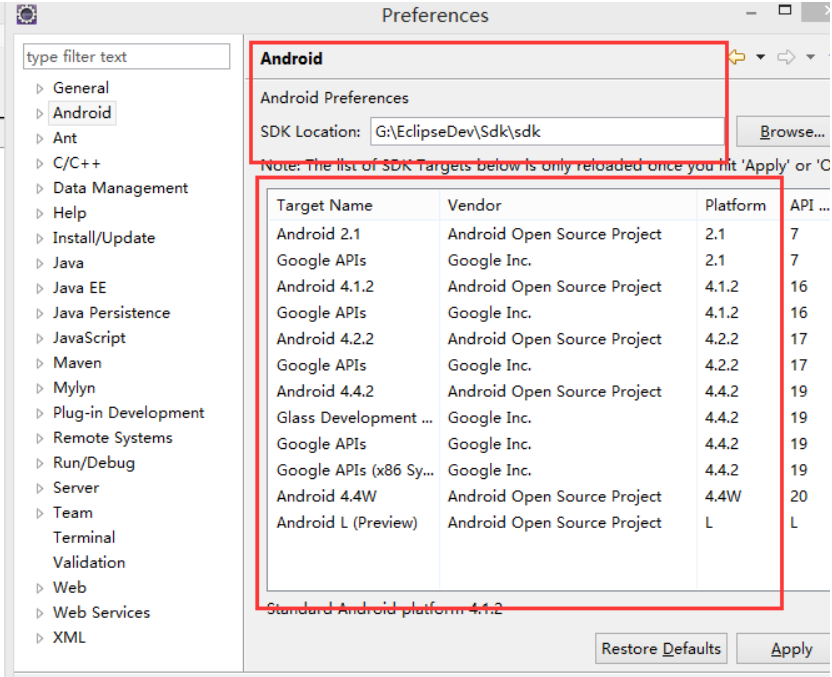 Preferences
type filter text
General
Android
Ant
C/C++
Data Management
Help
Install/Update
Java
Java EE
Java Persistence
JavaScript
Maven
Mylyn
Plug-in Development
Remote Systems
Run/Debug
Server
Team
Terminal
Validation
Web
Web Services
XML
Android
Android Preferences
SDK Location: G:\EclipseDev\Sdk\sdk Browse...
Note: The list of SDK Targets below is only reloaded once you hit 'Apply' or 'O
Target Name Vendor Platform API ...
Android 2.1 Android Open Source Project 2.1 7
Google APIs Google Inc. 2.1 7
Android 4.1.2 Android Open Source Project 4.1.2 16
Google APIs Google Inc. 4.1.2 16
Android 4.2.2 Android Open Source Project 4.2.2 17
Google APIs Google Inc. 4.2.2 17
Android 4.4.2 Android Open Source Project 4.4.2 19
Glass Development ... Google Inc. 4.4.2 19
Google APIs Google Inc. 4.4.2 19
Google APIs (x86 Sy... Google Inc. 4.4.2 19
Android 4.4W Android Open Source Project 4.4W 20
Android L (Preview) Android Open Source Project L L
Standard Android platform 4.1.2
Restore Defaults Apply